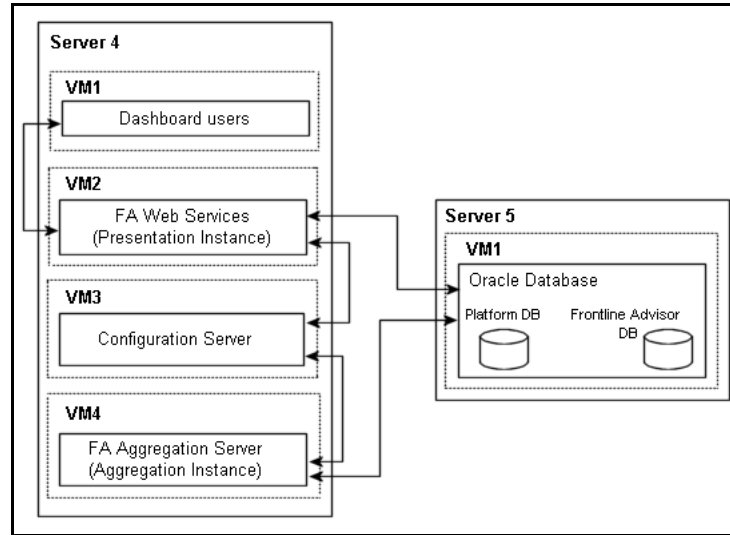 Server 4
VM1
Dashboard users
VM2
FA Web Services
(Presentation Instance)
VM3
Configuration Server
VM4
FA Aggregation Server
(Aggregation Instance)
Server 5
VM1
Oracle Database
Platform DB
Frontline Advisor
DB